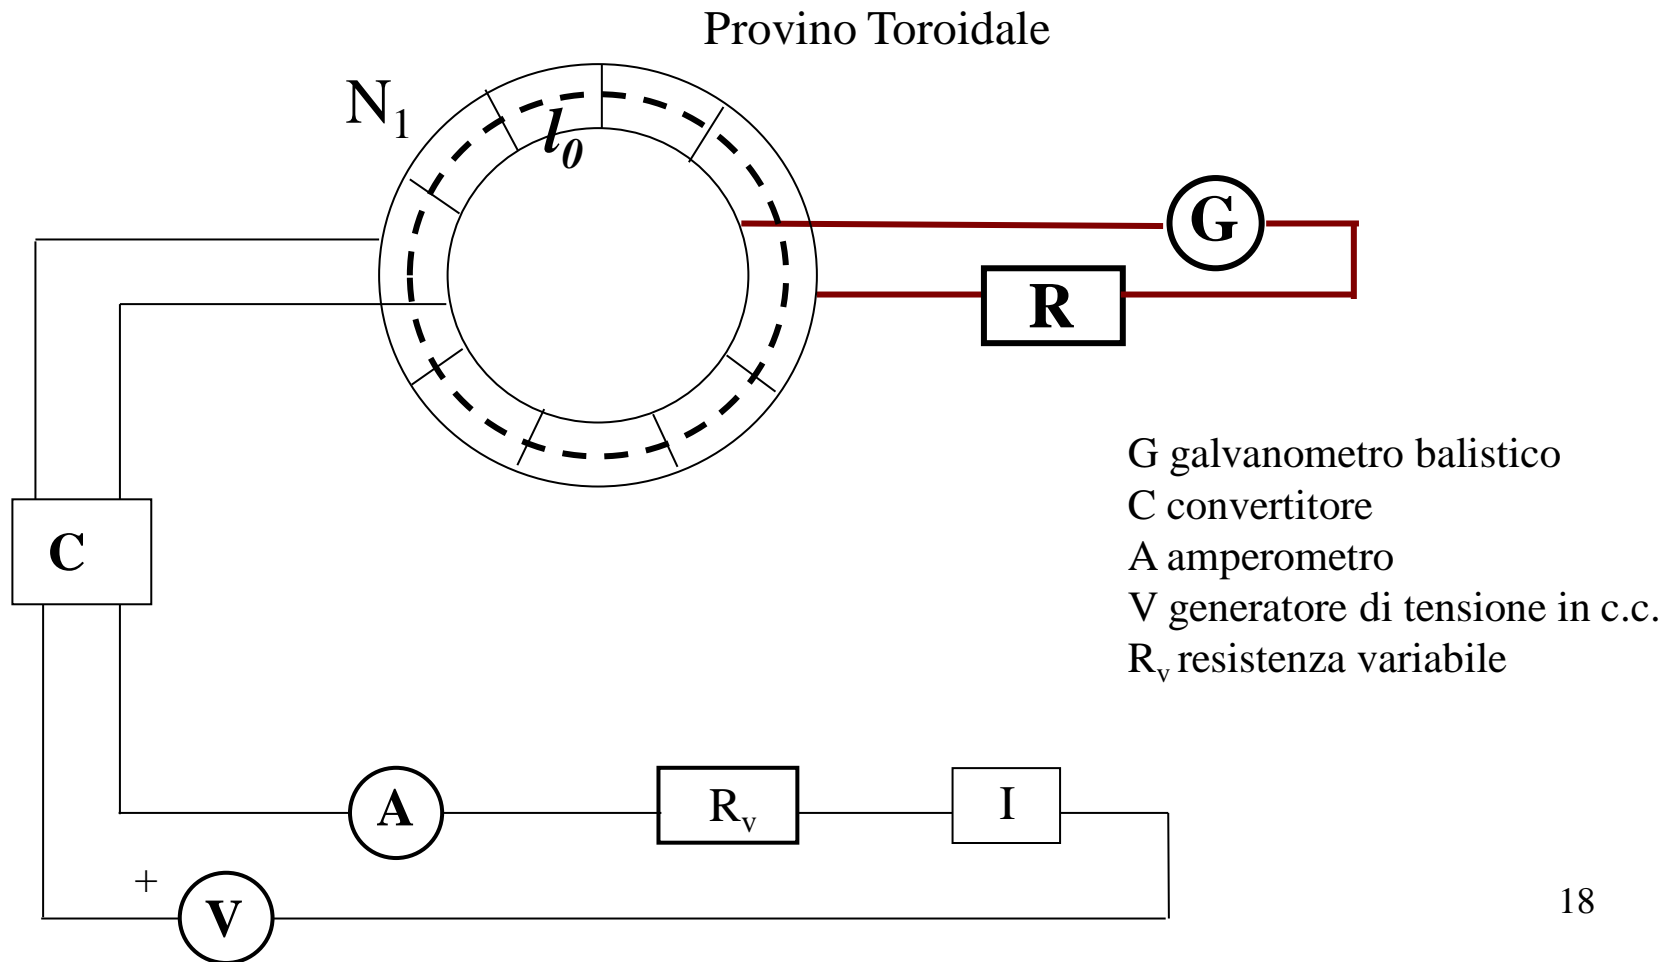 Provino Toroidale
N₁
l₀
G
R
G galvanometro balistico
C convertitore
A amperometro
V generatore di tensione in c.c.
Rᵥ resistenza variabile
C
A
Rᵥ
I
+
V
18